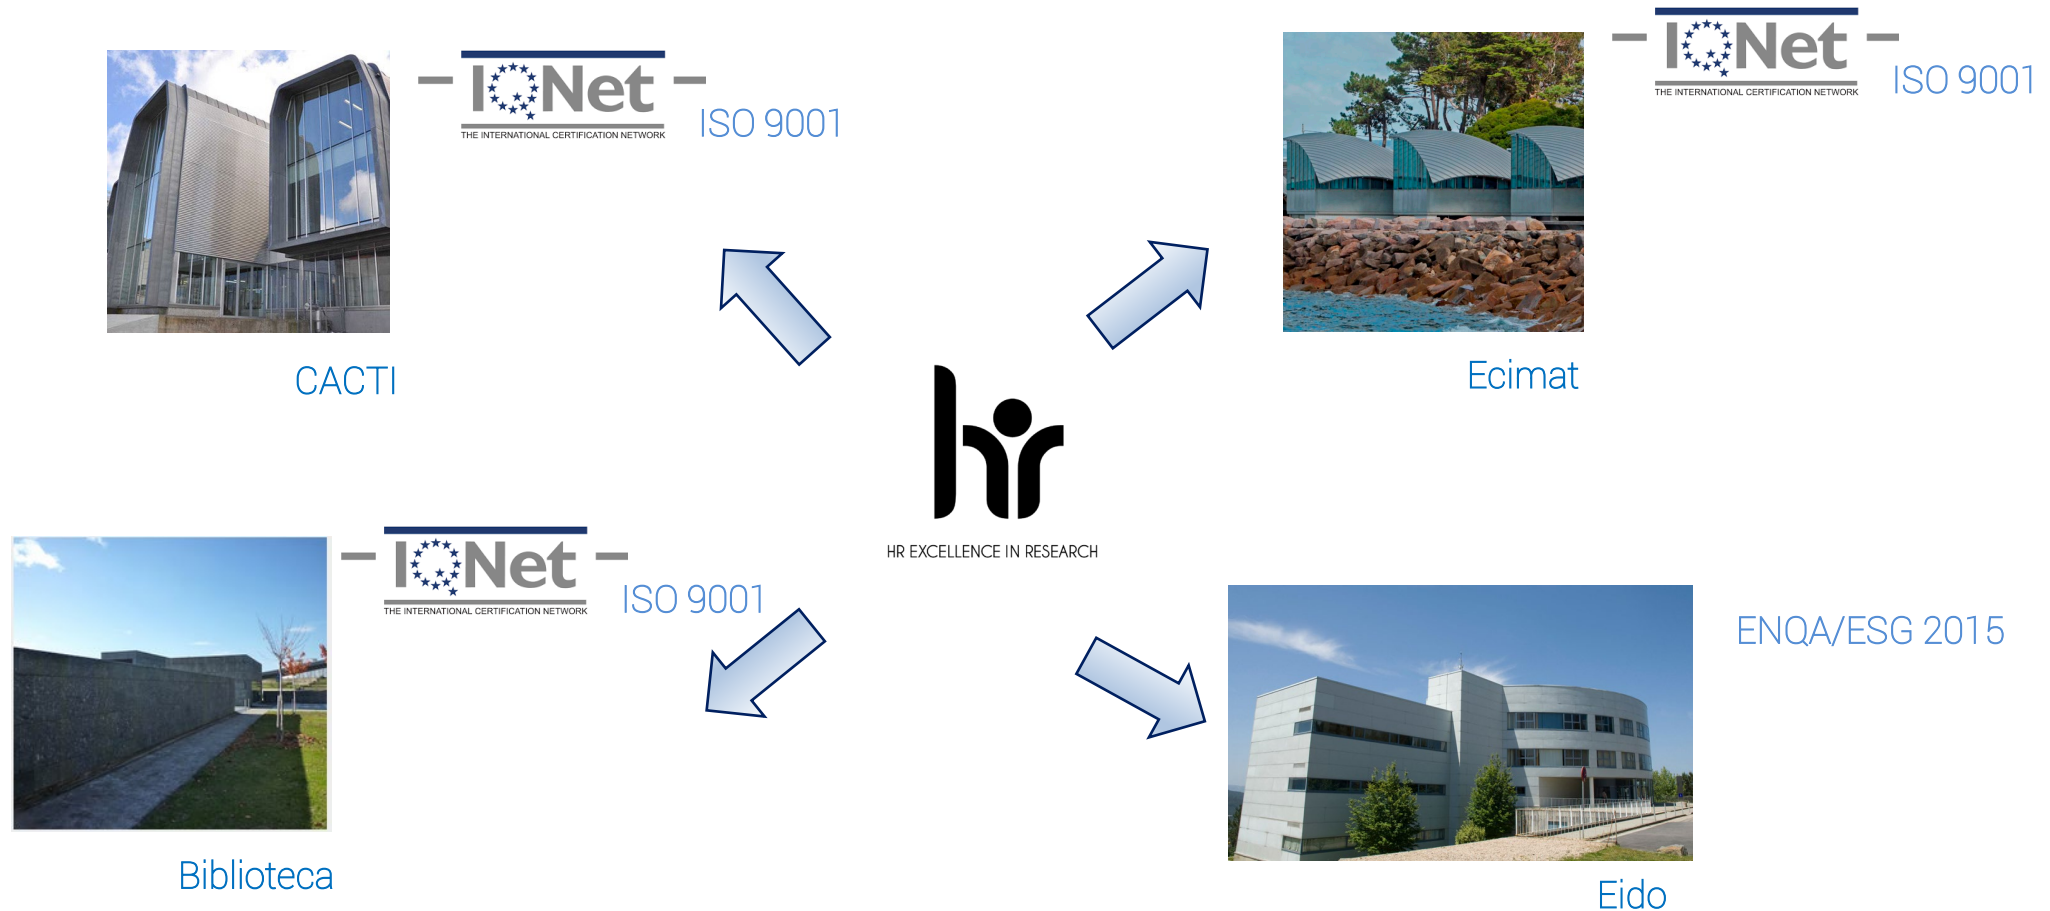 IQNet
THE INTERNATIONAL CERTIFICATION NETWORK
ISO 9001
CACTI
IQNet
THE INTERNATIONAL CERTIFICATION NETWORK
ISO 9001
Ecimat
hr
HR EXCELLENCE IN RESEARCH
IQNet
THE INTERNATIONAL CERTIFICATION NETWORK
ISO 9001
Biblioteca
ENQA/ESG 2015
Eido